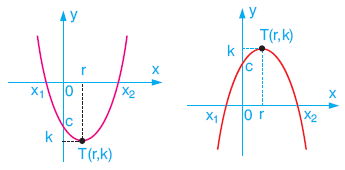 y
r
x
x₁
0
x₂
c
k
T(r,k)
y
T(r,k)
k
c
x
x₁
0
r
x₂